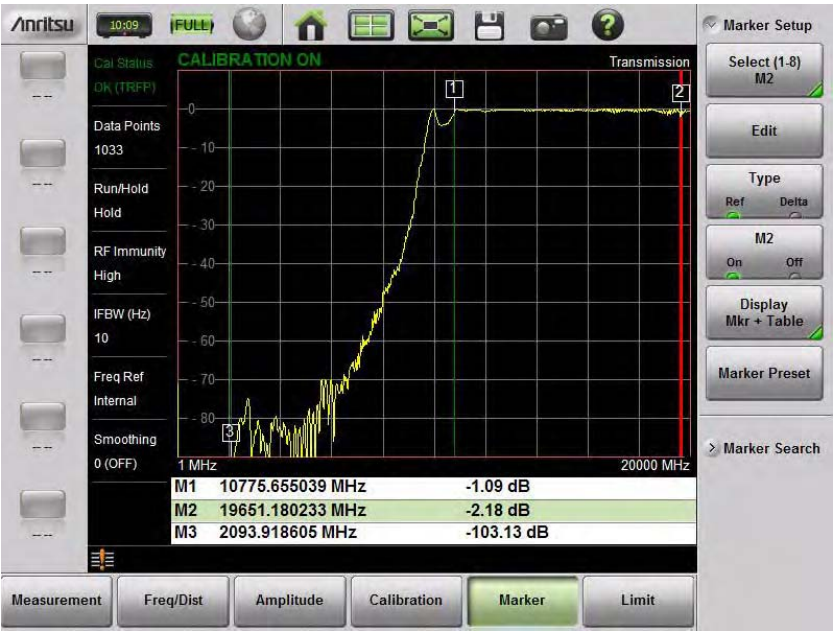 Anritsu
10:09
FULL
Cal Status
OK (TRFP)
--
Data Points
1033
--
Run/Hold
Hold
--
RF Immunity
High
--
IFBW (Hz)
10
--
Freq Ref
Internal
--
Smoothing
0 (OFF)
--
CALIBRATION ON
Transmission
1
2
3
0
-10
-20
-30
-40
-50
-60
-70
-80
1 MHz
20000 MHz
M1 10775.655039 MHz -1.09 dB
M2 19651.180233 MHz -2.18 dB
M3 2093.918605 MHz -103.13 dB
Marker Setup
Select (1-8)
M2
Edit
Type
Ref Delta
M2
On Off
Display
Mkr + Table
Marker Preset
Marker Search
Measurement
Freq/Dist
Amplitude
Calibration
Marker
Limit